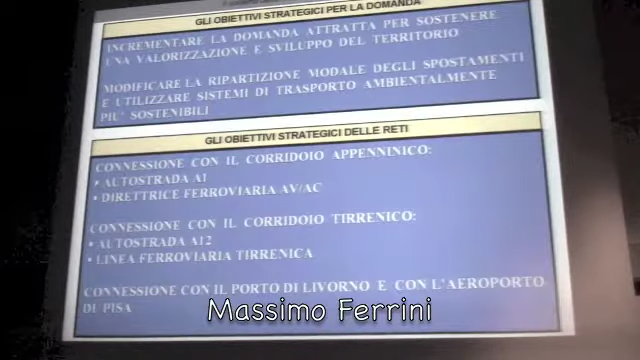 GLI OBIETTIVI STRATEGICI PER LA DOMANDA
INCREMENTARE LA DOMANDA ATTRATTA PER SOSTENERE
UNA VALORIZZAZIONE E SVILUPPO DEL TERRITORIO
MODIFICARE LA RIPARTIZIONE MODALE DEGLI SPOSTAMENTI
E UTILIZZARE SISTEMI DI TRASPORTO AMBIENTALMENTE
PIU' SOSTENIBILI
GLI OBIETTIVI STRATEGICI DELLE RETI
CONNESSIONE CON IL CORRIDOIO APPENNINICO:
• AUTOSTRADA A1
• DIRETTRICE FERROVIARIA AV/AC
CONNESSIONE CON IL CORRIDOIO TIRRENICO:
• AUTOSTRADA A12
• LINEA FERROVIARIA TIRRENICA
CONNESSIONE CON IL PORTO DI LIVORNO E CON L'AEROPORTO
DI PISA
Massimo Ferrini